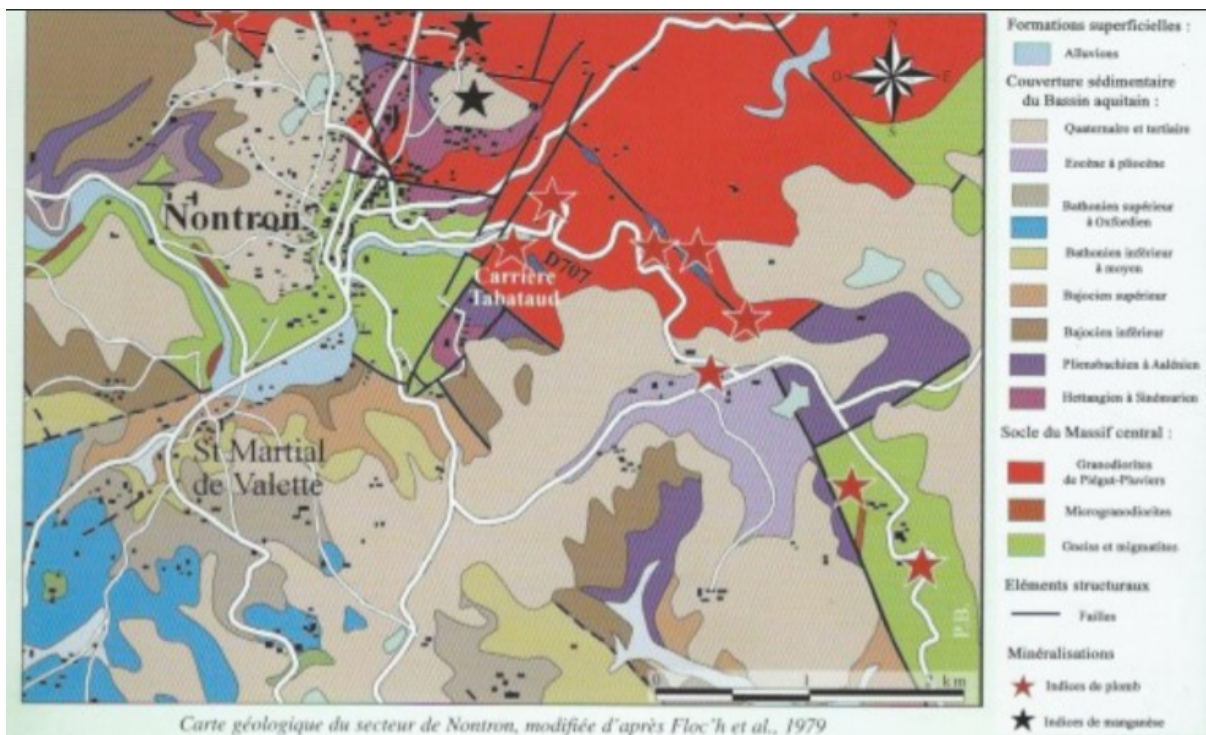 Nontron
Carrière
Tabataud
D707
St Martial
de Valette
N
E
S
O
P.B.
0 1 2 km
Carte géologique du secteur de Nontron, modifiée d'après Floc'h et al., 1979
Formations superficielles :
Alluvions
Couverture sédimentaire
du Bassin aquitain :
Quaternaire et tertiaire
Eocène à pliocène
Bathonien supérieur
à Oxfordien
Bathonien inférieur
à moyen
Bajocien supérieur
Bajocien inférieur
Pliensbachien à Aalénien
Hettangien à Sinémurien
Socle du Massif central :
Granodiorites
de Piégut-Pluviers
Microgranodiorites
Gneiss et migmatites
Eléments structuraux
Failles
Minéralisations
Indices de plomb
Indices de manganèse